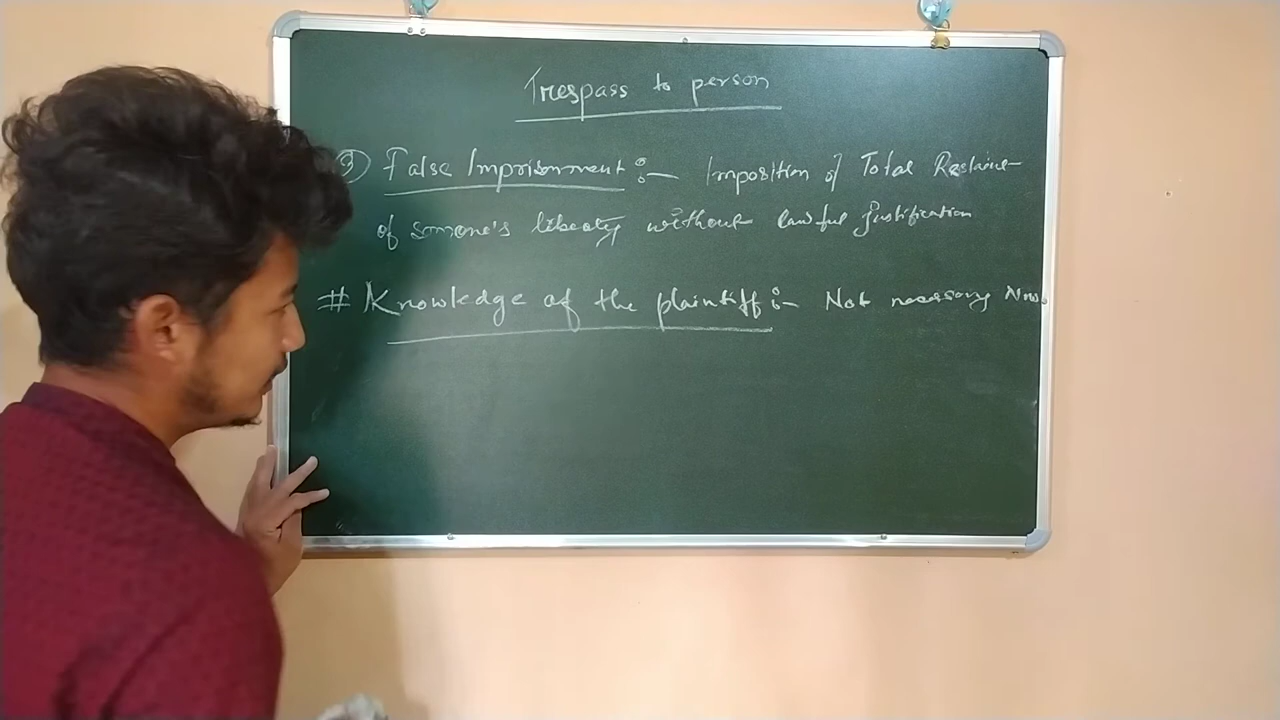 Trespass to person
3) False Imprisonment :- Imposition of Total Restraint
of somone's liberty without lawful justification
# Knowledge of the plaintiff :- Not necessary Now.